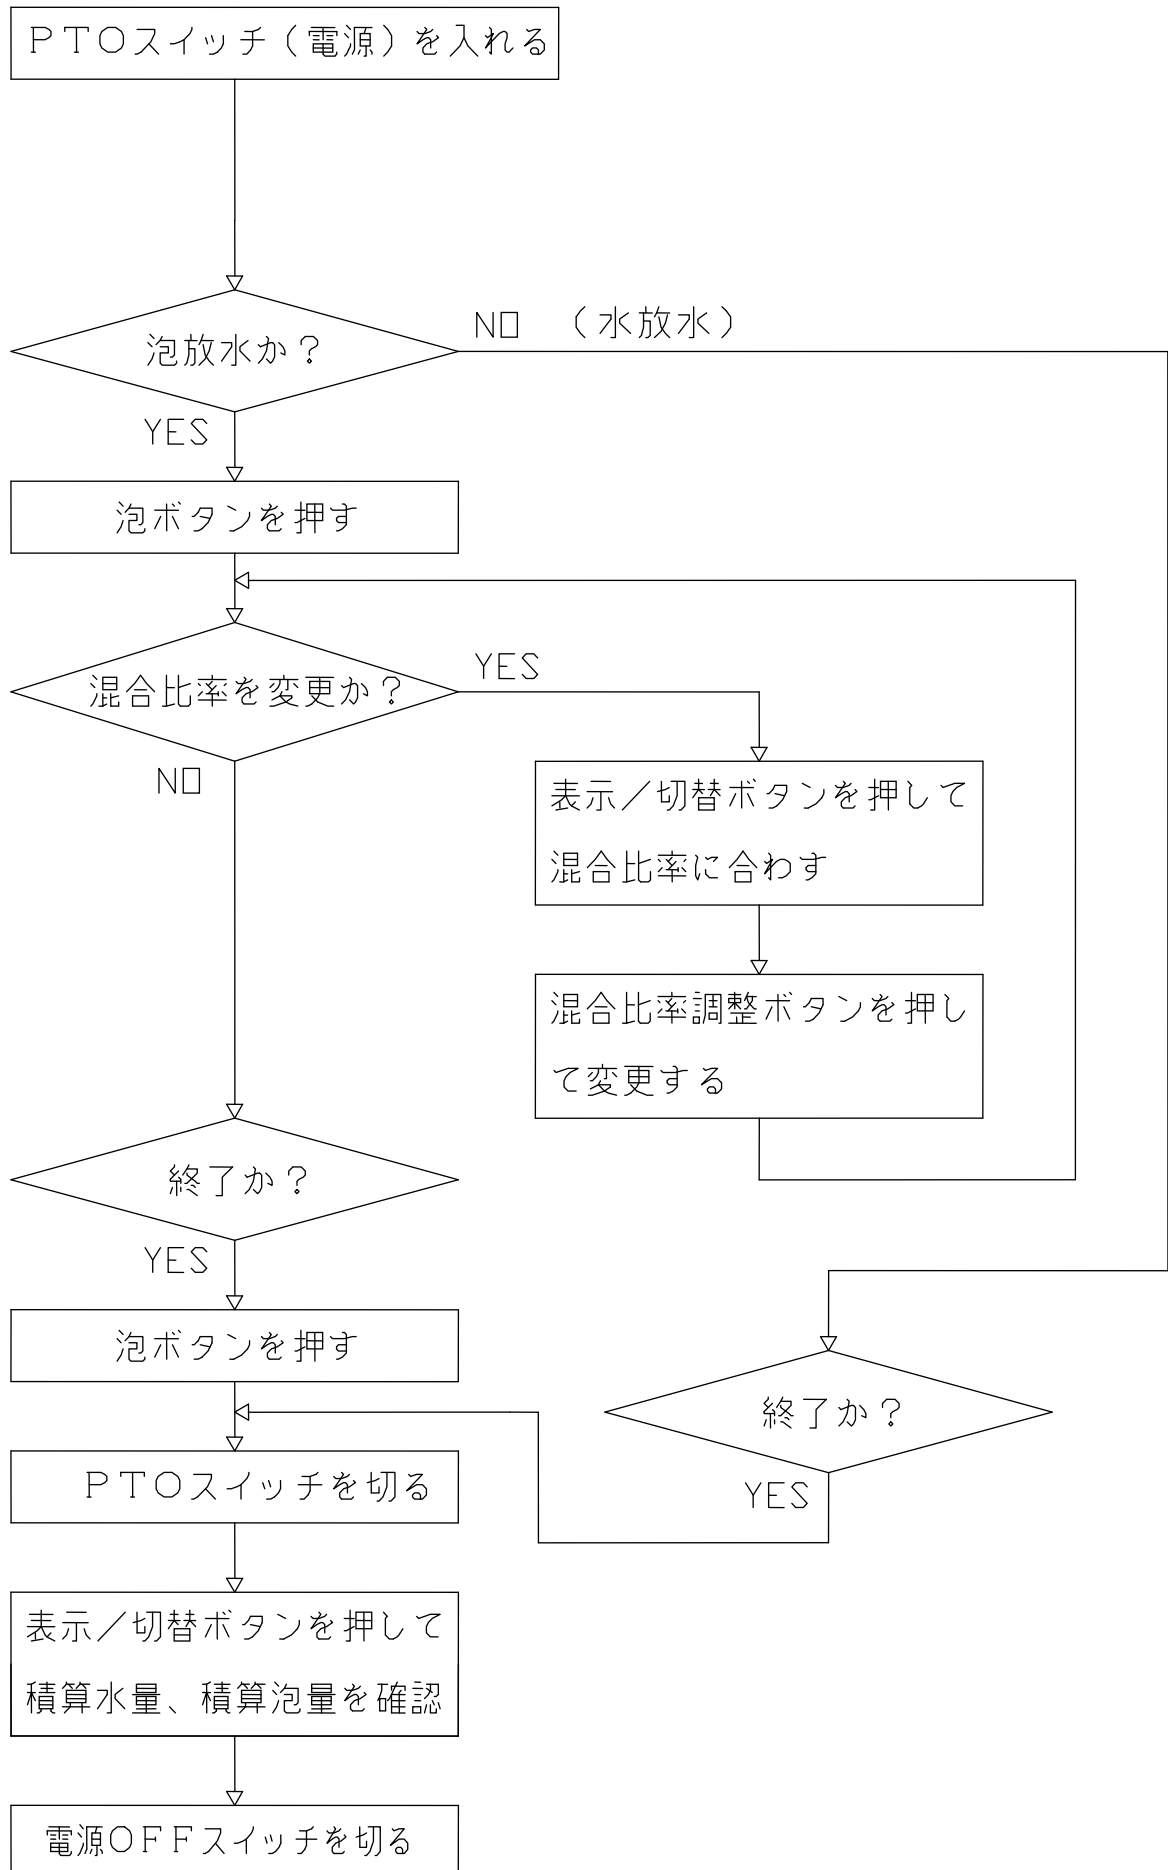 PTOスイッチ(電源)を入れる
泡放水か?
NO (水放水)
YES
泡ボタンを押す
混合比率を変更か?
YES
NO
表示/切替ボタンを押して
混合比率に合わす
混合比率調整ボタンを押し
て変更する
終了か?
YES
泡ボタンを押す
終了か?
YES
PTOスイッチを切る
表示/切替ボタンを押して
積算水量、積算泡量を確認
電源OFFスイッチを切る